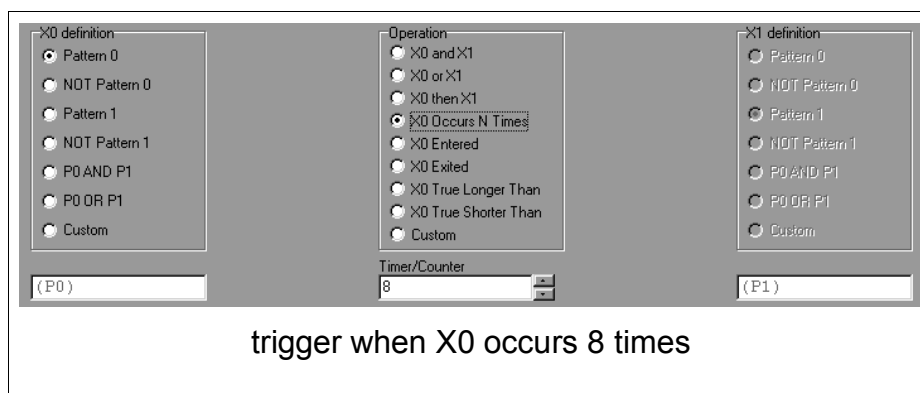 X0 definition
Pattern 0
NOT Pattern 0
Pattern 1
NOT Pattern 1
P0 AND P1
P0 OR P1
Custom
(P0)
Operation
X0 and X1
X0 or X1
X0 then X1
X0 Occurs N Times
X0 Entered
X0 Exited
X0 True Longer Than
X0 True Shorter Than
Custom
Timer/Counter
8
X1 definition
Pattern 0
NOT Pattern 0
Pattern 1
NOT Pattern 1
P0 AND P1
P0 OR P1
Custom
(P1)
trigger when X0 occurs 8 times